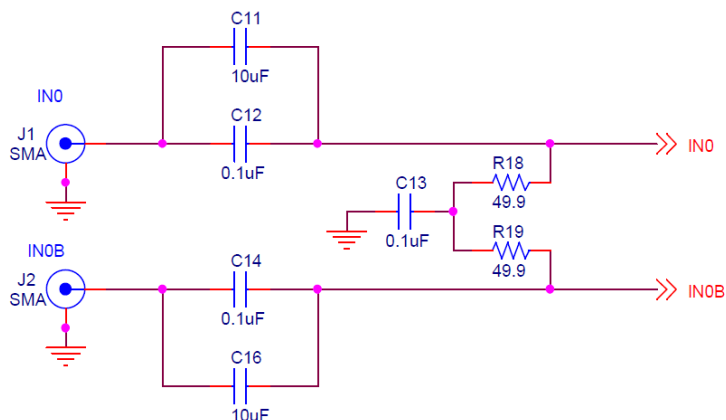 C11
10uF
IN0
C12
J1
SMA
0.1uF
IN0
R18
C13
49.9
0.1uF
R19
49.9
IN0B
C14
J2
SMA
0.1uF
IN0B
C16
10uF